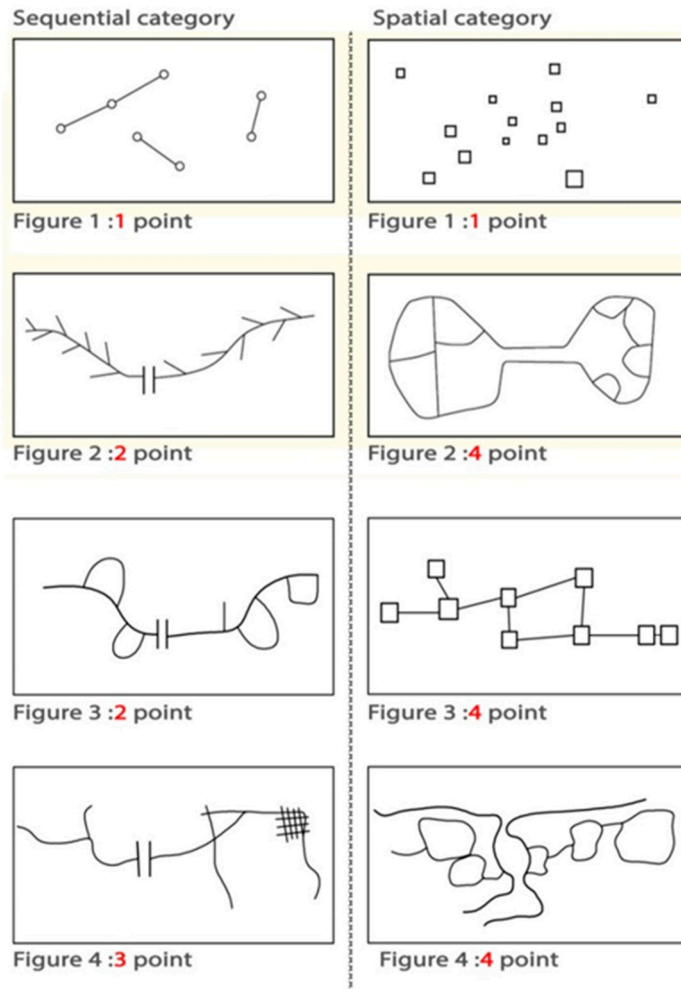 Sequential category
Spatial category
Figure 1 :1 point
Figure 1 :1 point
Figure 2 :2 point
Figure 2 :4 point
Figure 3 :2 point
Figure 3 :4 point
Figure 4 :3 point
Figure 4 :4 point